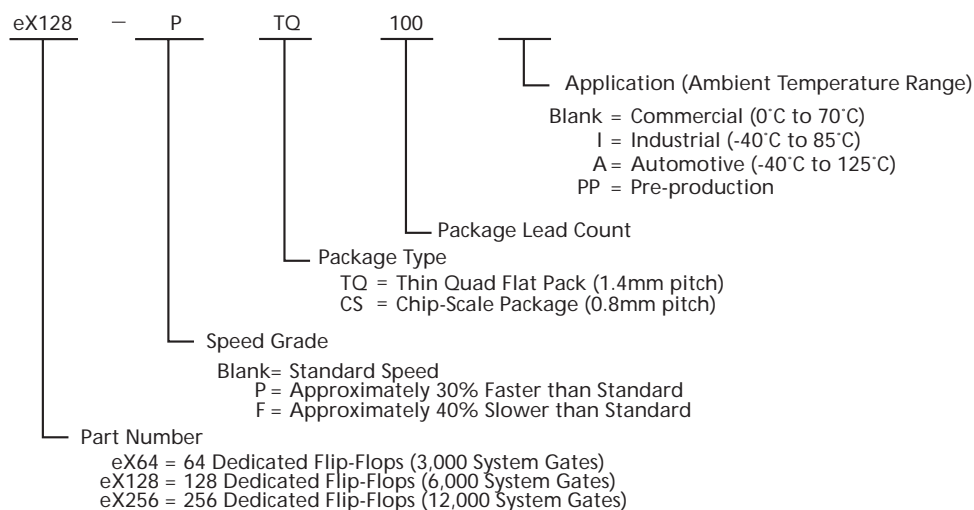 eX128 – P TQ 100
Application (Ambient Temperature Range)
Blank = Commercial (0˚C to 70˚C)
I = Industrial (-40˚C to 85˚C)
A = Automotive (-40˚C to 125˚C)
PP = Pre-production
Package Lead Count
Package Type
TQ = Thin Quad Flat Pack (1.4mm pitch)
CS = Chip-Scale Package (0.8mm pitch)
Speed Grade
Blank= Standard Speed
P = Approximately 30% Faster than Standard
F = Approximately 40% Slower than Standard
Part Number
eX64 = 64 Dedicated Flip-Flops (3,000 System Gates)
eX128 = 128 Dedicated Flip-Flops (6,000 System Gates)
eX256 = 256 Dedicated Flip-Flops (12,000 System Gates)